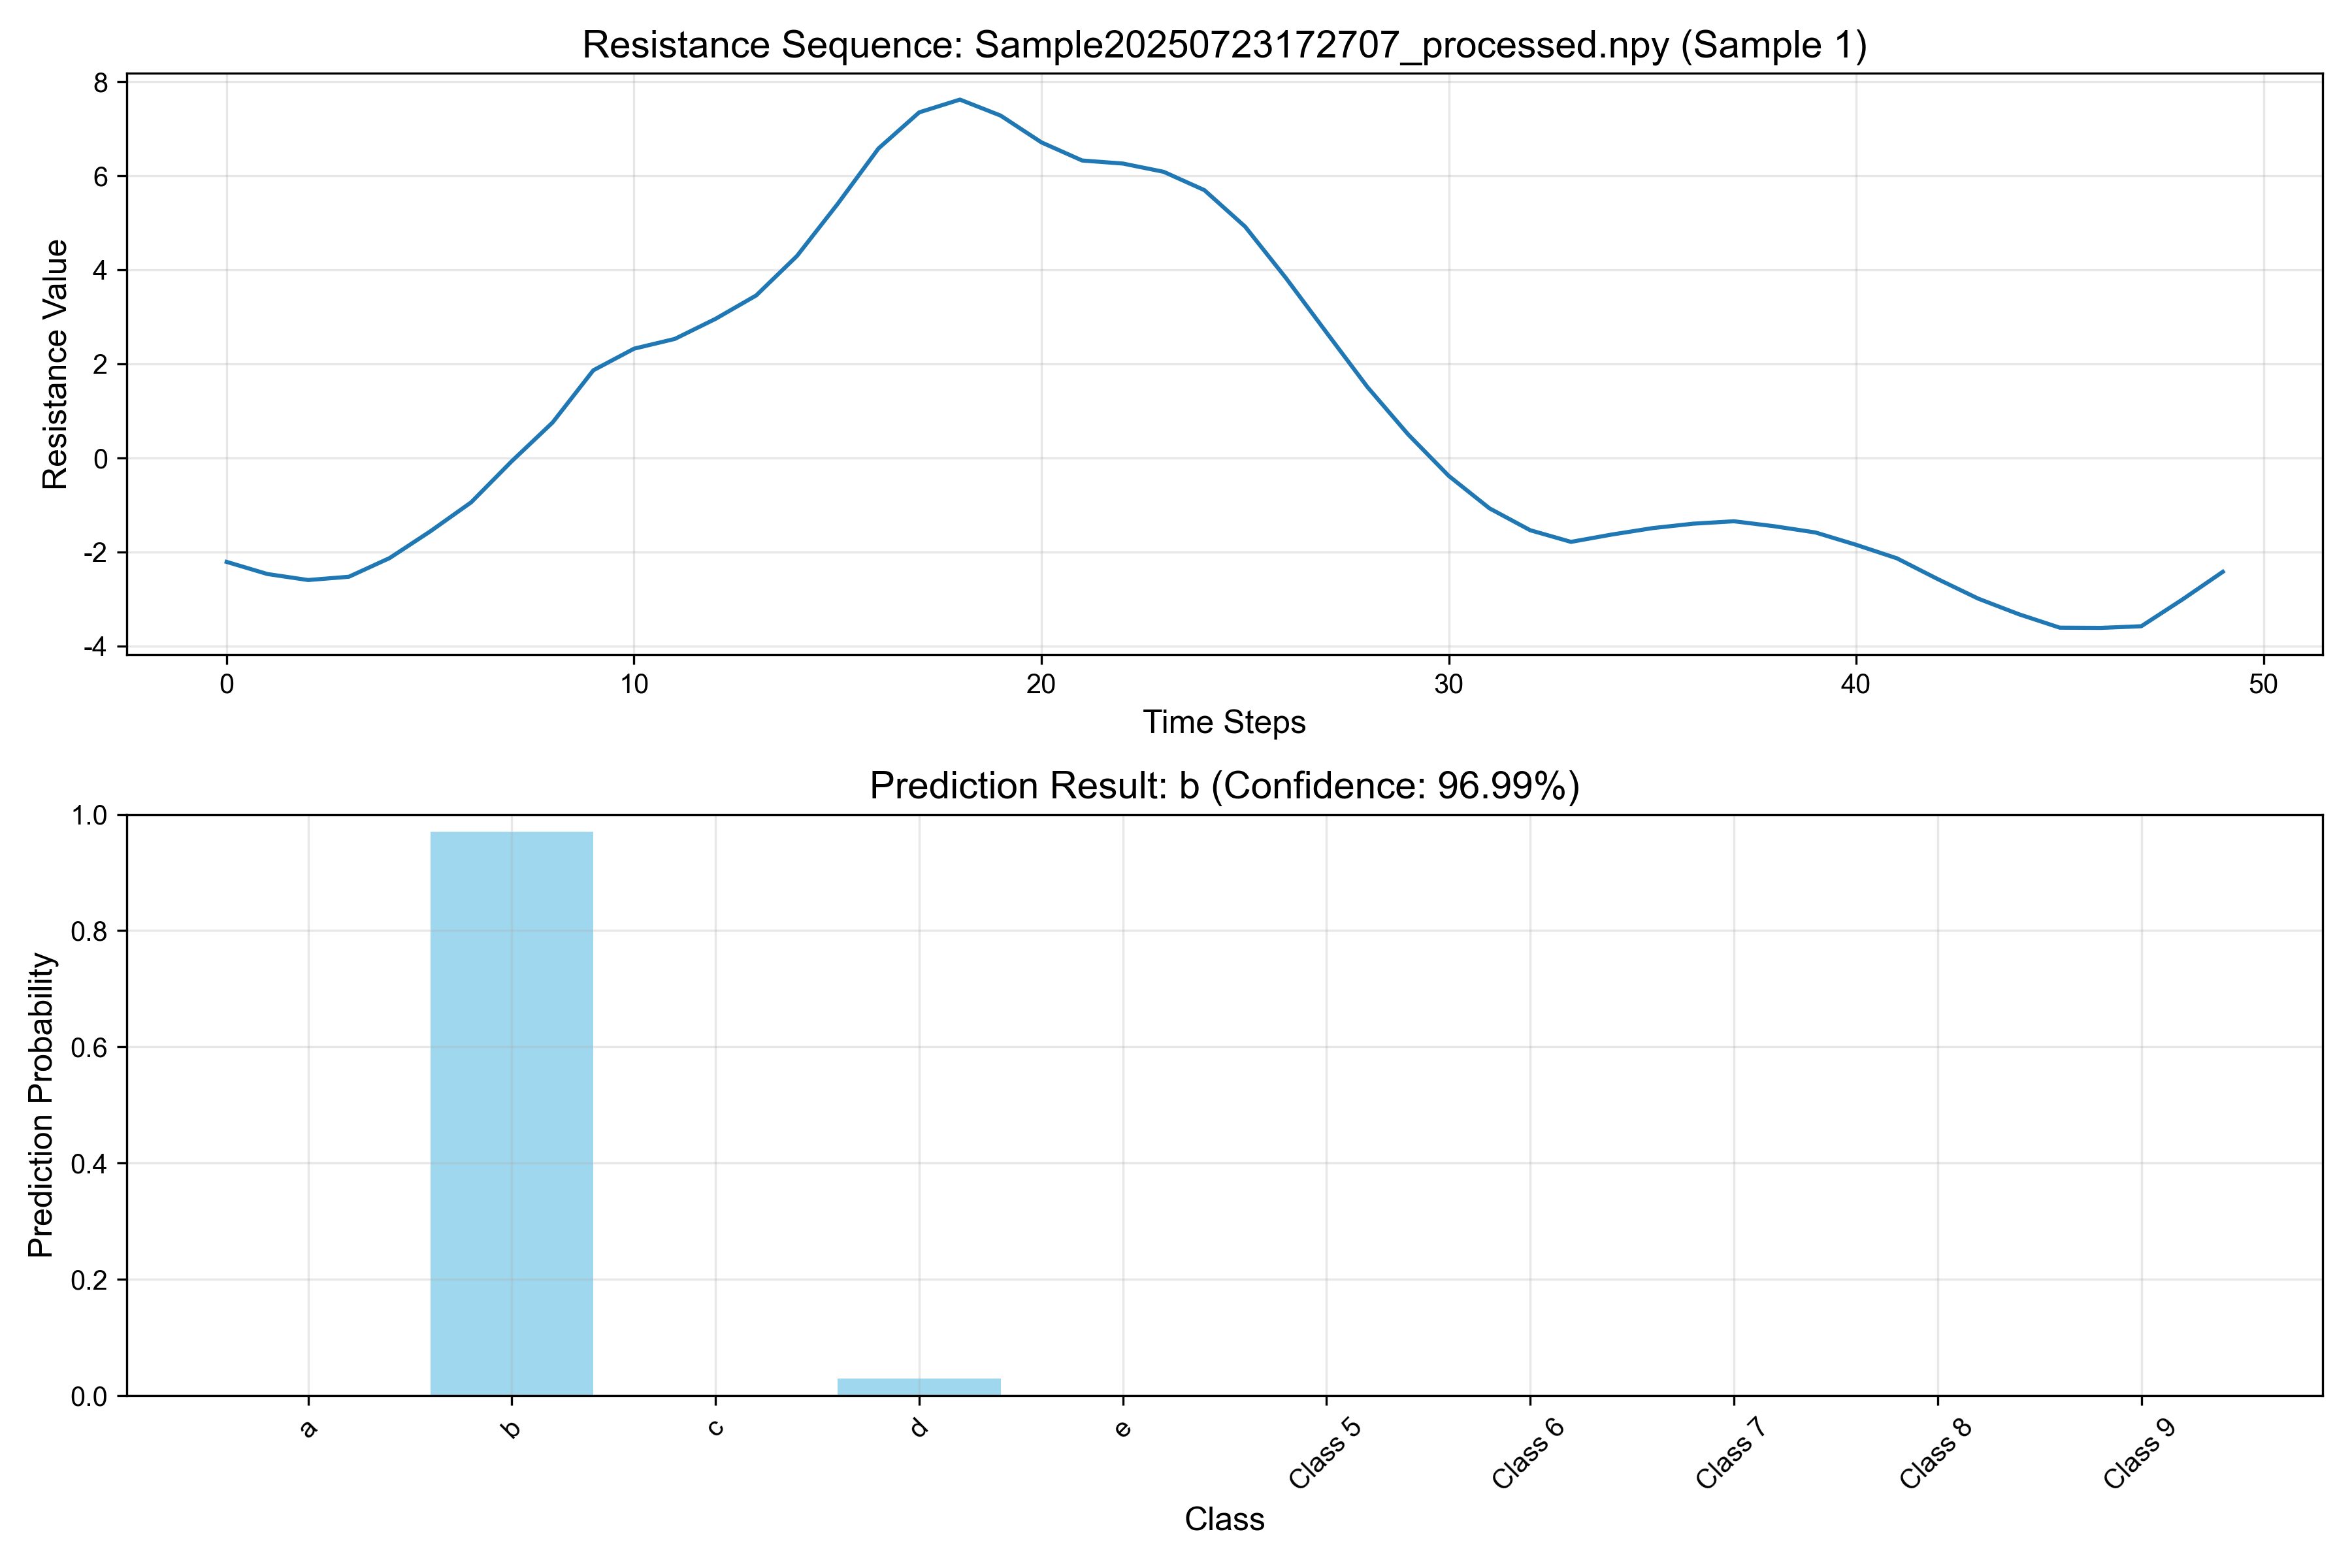 Resistance Sequence: Sample20250723172707_processed.npy (Sample 1)
8
6
4
2
0
-2
-4
Resistance Value
0 10 20 30 40 50
Time Steps
Prediction Result: b (Confidence: 96.99%)
1.0
0.8
0.6
0.4
0.2
0.0
Prediction Probability
a b c d e Class 5 Class 6 Class 7 Class 8 Class 9
Class